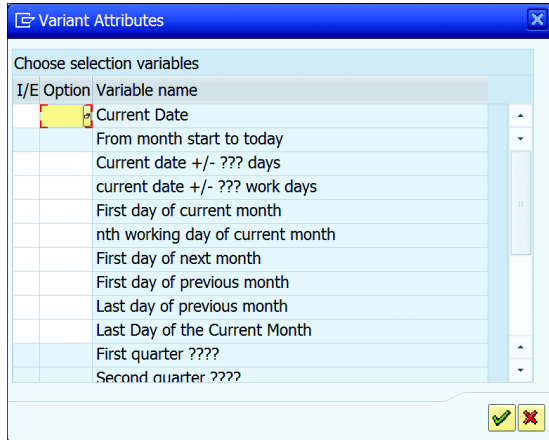 Variant Attributes
Choose selection variables
I/E Option Variable name
Current Date
From month start to today
Current date +/- ??? days
current date +/- ??? work days
First day of current month
nth working day of current month
First day of next month
First day of previous month
Last day of previous month
Last Day of the Current Month
First quarter ????
Second quarter ????